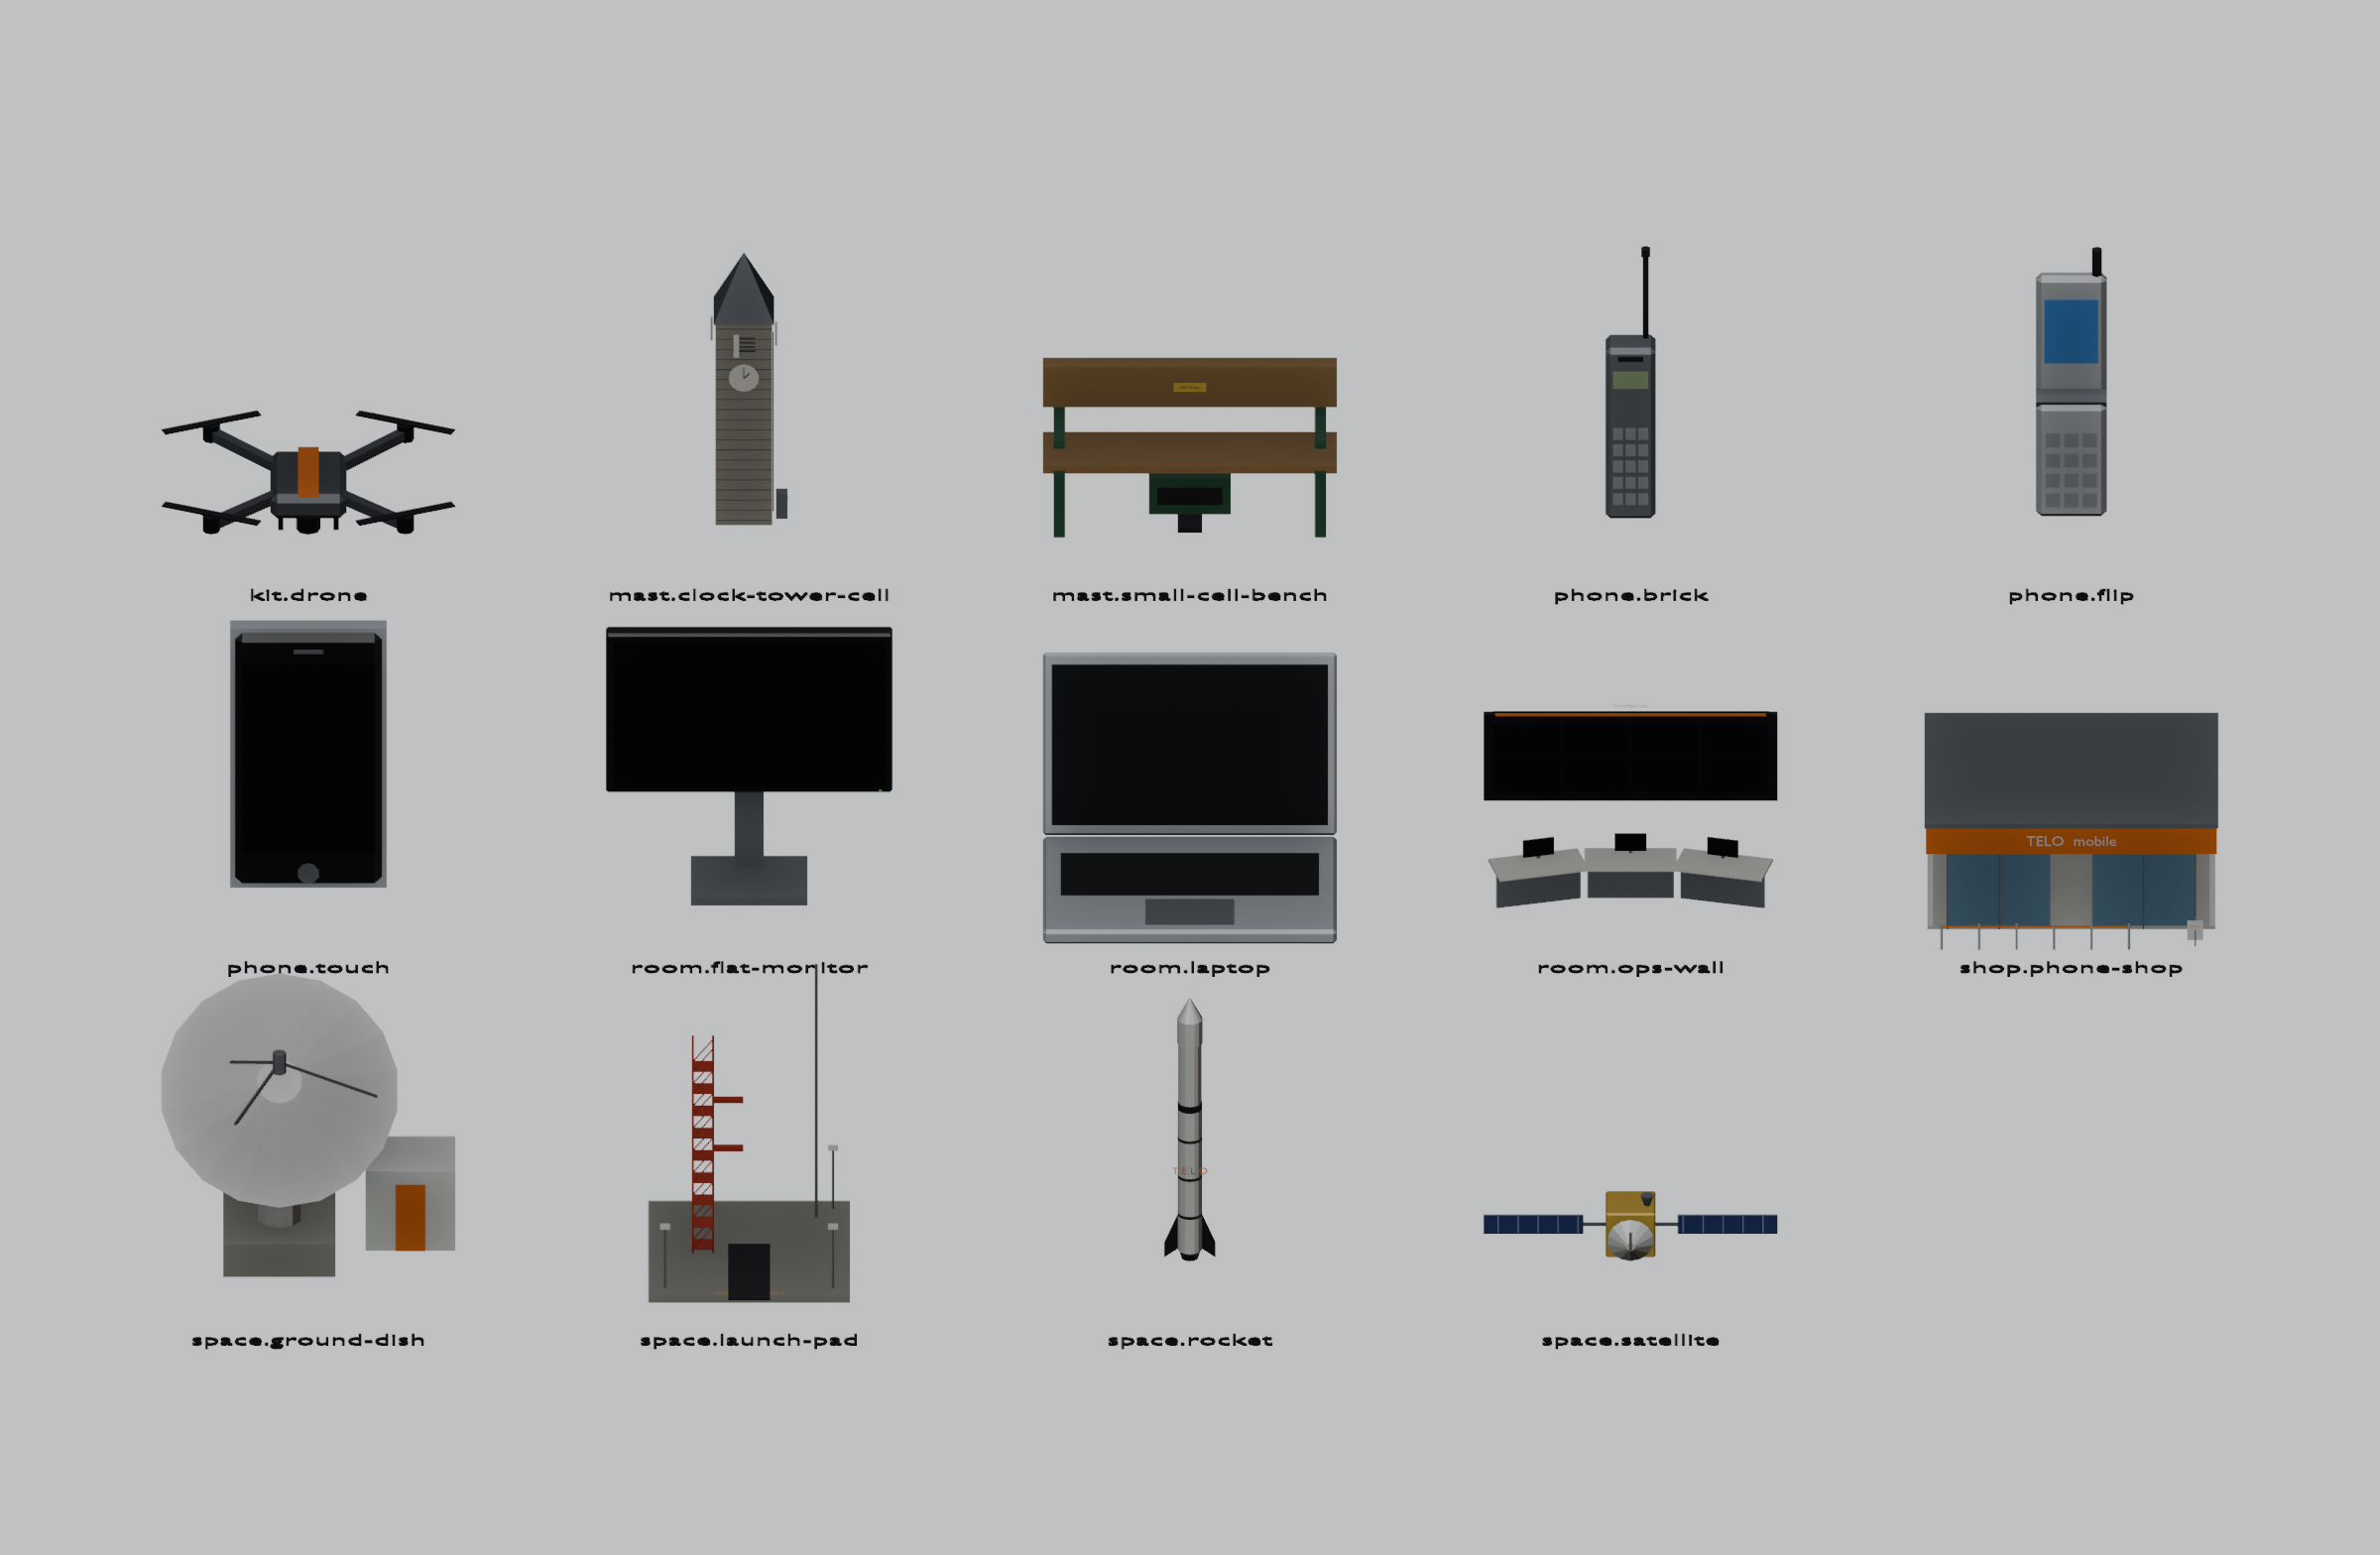 kit.drone
mast.clock-tower-cell
mast.small-cell-bench
phone.brick
phone.flip
TELO mobile
phone.touch
room.flat-monitor
room.laptop
room.ops-wall
shop.phone-shop
TELO
space.ground-dish
space.launch-pad
space.rocket
space.satellite